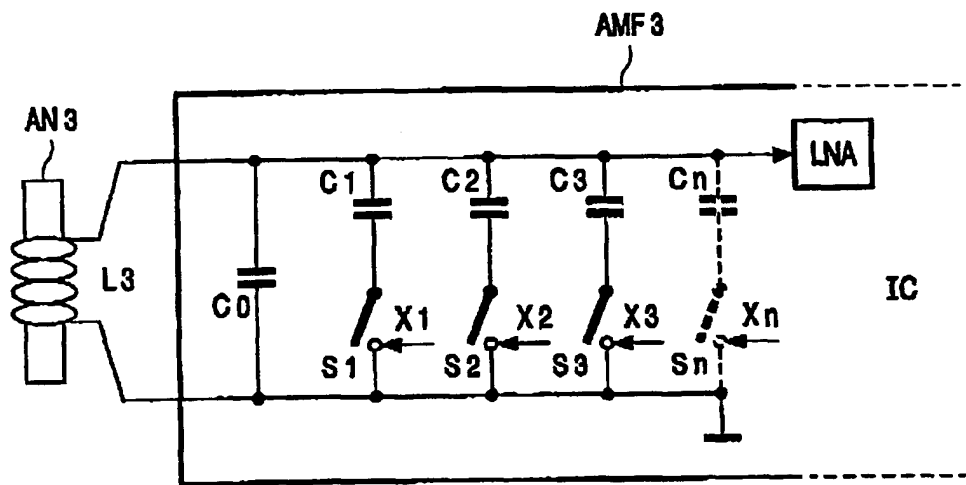 AMF3
AN3
LNA
C1 C2 C3 Cn
L3
C0
IC
X1 X2 X3 Xn
S1 S2 S3 Sn